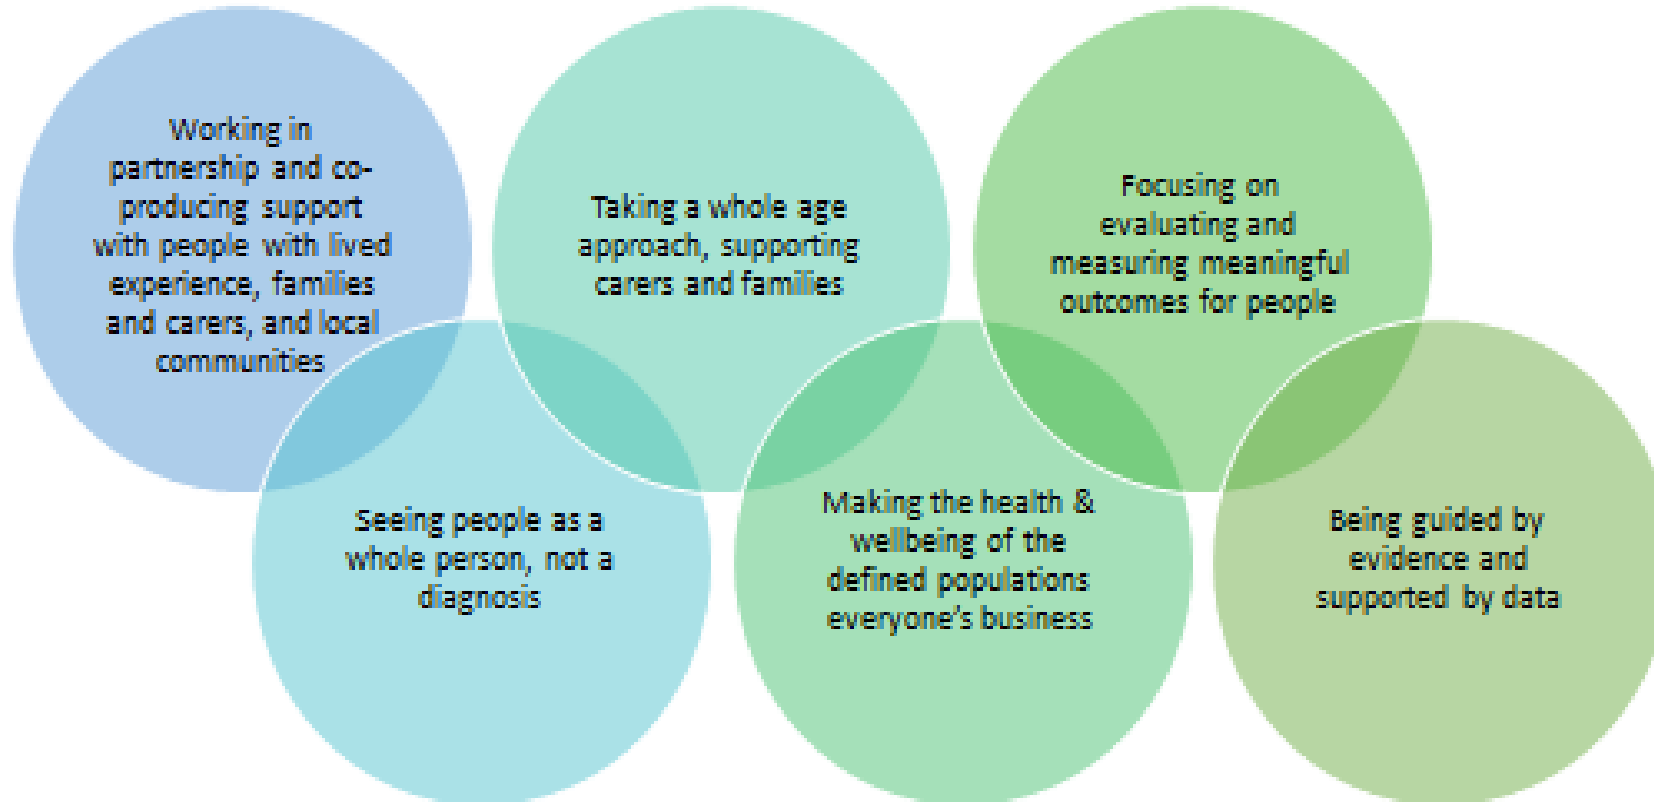 Working in
partnership and co-
producing support
with people with lived
experience, families
and carers, and local
communities
Seeing people as a
whole person, not a
diagnosis
Taking a whole age
approach, supporting
carers and families
Making the health &
wellbeing of the
defined populations
everyone's business
Focusing on
evaluating and
measuring meaningful
outcomes for people
Being guided by
evidence and
supported by data